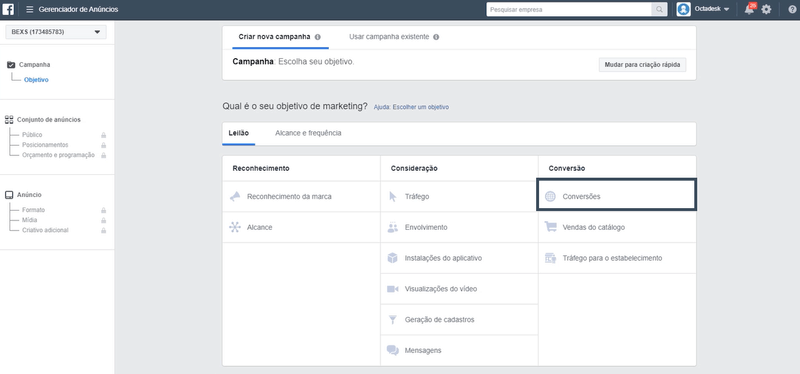 f Gerenciador de Anúncios
Pesquisar empresa
Octadesk
26
BEXS (173485783)
Campanha
Objetivo
Conjunto de anúncios
Público
Posicionamentos
Orçamento e programação
Anúncio
Formato
Mídia
Criativo adicional
Criar nova campanha
Usar campanha existente
Campanha: Escolha seu objetivo.
Mudar para criação rápida
Qual é o seu objetivo de marketing? Ajuda: Escolher um objetivo
Leilão
Alcance e frequência
Reconhecimento
Reconhecimento da marca
Alcance
Consideração
Tráfego
Envolvimento
Instalações do aplicativo
Visualizações do vídeo
Geração de cadastros
Mensagens
Conversão
Conversões
Vendas do catálogo
Tráfego para o estabelecimento